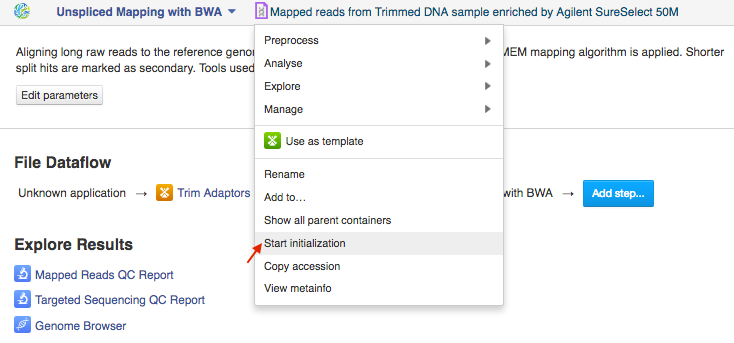 Unspliced Mapping with BWA
Mapped reads from Trimmed DNA sample enriched by Agilent SureSelect 50M
Aligning long raw reads to the reference geno
MEM mapping algorithm is applied. Shorter
split hits are marked as secondary. Tools used
Edit parameters
Preprocess
Analyse
Explore
Manage
Use as template
Rename
Add to...
Show all parent containers
Start initialization
Copy accession
View metainfo
File Dataflow
Unknown application → Trim Adaptors
with BWA → Add step...
Explore Results
Mapped Reads QC Report
Targeted Sequencing QC Report
Genome Browser